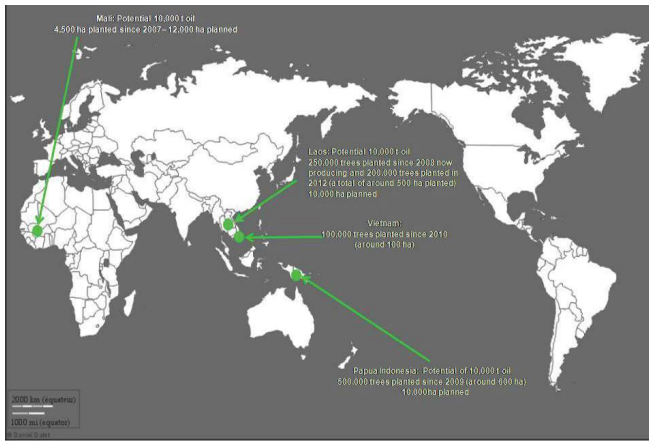 Mali: Potential 10,000 t oil
4,500 ha planted since 2007– 12,000 ha planned
Laos: Potential 10,000 t oil
250,000 trees planted since 2008 now
producing and 200,000 trees planted in
2012 (a total of around 500 ha planted)
10,000 ha planned
Vietnam:
100,000 trees planted since 2010
(around 100 ha)
Papua Indonesia: Potential of 10,000 t oil
500,000 trees planted since 2009 (around 600 ha)
10,000ha planned
2000 km (equator)
1000 mi (equator)